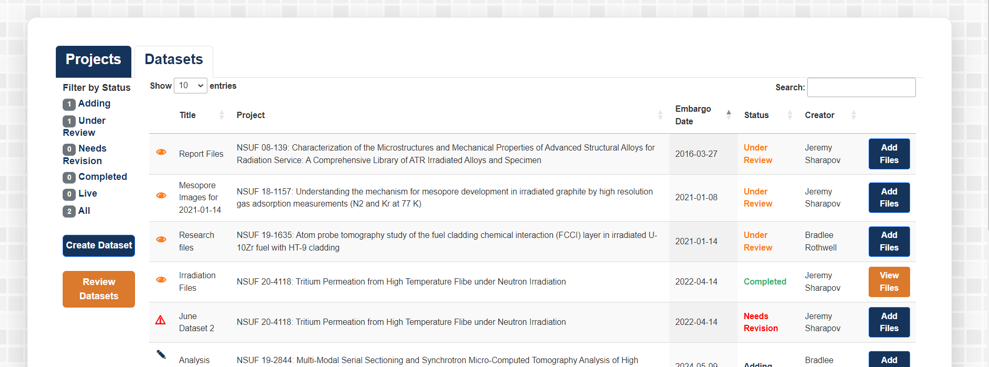 Projects
Datasets
Filter by Status
1 Adding
1 Under
Review
0 Needs
Revision
0 Completed
0 Live
2 All
Create Dataset
Review
Datasets
Show 10 entries
Search:
Title Project Embargo Date Status Creator
Report Files
NSUF 08-139: Characterization of the Microstructures and Mechanical Properties of Advanced Structural Alloys for
Radiation Service: A Comprehensive Library of ATR Irradiated Alloys and Specimen
2016-03-27
Under
Review
Jeremy
Sharapov
Add
Files
Mesopore
Images for
2021-01-14
NSUF 18-1157: Understanding the mechanism for mesopore development in irradiated graphite by high resolution
gas adsorption measurements (N2 and Kr at 77 K)
2021-01-08
Under
Review
Jeremy
Sharapov
Add
Files
Research
files
NSUF 19-1635: Atom probe tomography study of the fuel cladding chemical interaction (FCCI) layer in irradiated U-
10Zr fuel with HT-9 cladding
2021-01-14
Under
Review
Bradlee
Rothwell
Add
Files
Irradiation
Files
NSUF 20-4118: Tritium Permeation from High Temperature Flibe under Neutron Irradiation
2022-04-14
Completed
Jeremy
Sharapov
View
Files
June
Dataset 2
NSUF 20-4118: Tritium Permeation from High Temperature Flibe under Neutron Irradiation
2022-04-14
Needs
Revision
Jeremy
Sharapov
Add
Files
Analysis
NSUF 19-2844: Multi-Modal Serial Sectioning and Synchrotron Micro-Computed Tomography Analysis of High
2024-05-09
Adding
Bradlee
Add